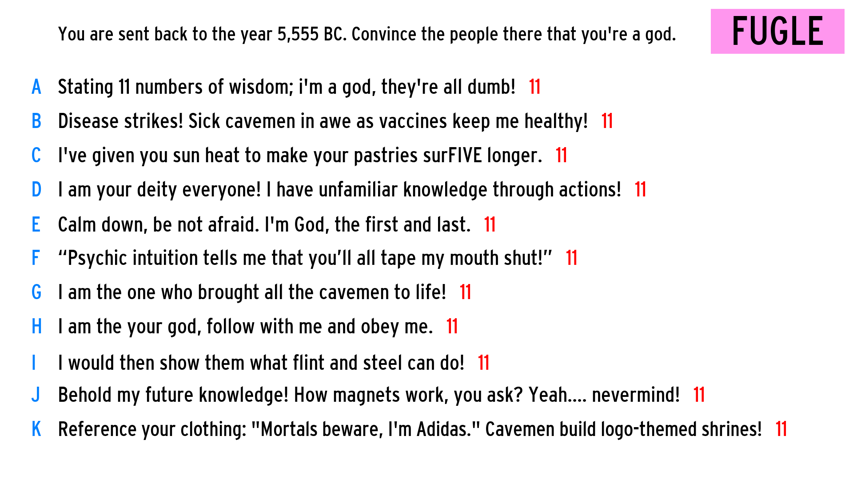 You are sent back to the year 5,555 BC. Convince the people there that you're a god.
FUGLE
A Stating 11 numbers of wisdom; i'm a god, they're all dumb! 11
B Disease strikes! Sick cavemen in awe as vaccines keep me healthy! 11
C I've given you sun heat to make your pastries surFIVE longer. 11
D I am your deity everyone! I have unfamiliar knowledge through actions! 11
E Calm down, be not afraid. I'm God, the first and last. 11
F “Psychic intuition tells me that you’ll all tape my mouth shut!” 11
G I am the one who brought all the cavemen to life! 11
H I am the your god, follow with me and obey me. 11
I I would then show them what flint and steel can do! 11
J Behold my future knowledge! How magnets work, you ask? Yeah.... nevermind! 11
K Reference your clothing: "Mortals beware, I'm Adidas." Cavemen build logo-themed shrines! 11